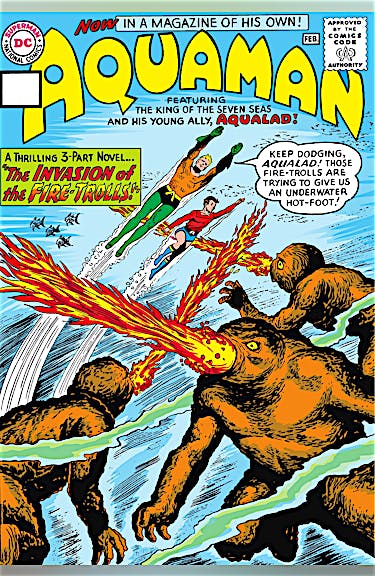 SUPERMAN
DC
NATIONAL COMICS
NOW IN A MAGAZINE OF HIS OWN!
FEB.
APPROVED
BY THE
COMICS
CODE
CA
AUTHORITY
AQUAMAN
FEATURING
THE KING OF THE SEVEN SEAS
AND HIS YOUNG ALLY, AQUALAD!
A THRILLING 3-PART NOVEL...
"The INVASION of
the FIRE-TROLLS!"
KEEP DODGING,
AQUALAD! THOSE
FIRE-TROLLS ARE
TRYING TO GIVE US
AN UNDERWATER
HOT-FOOT!